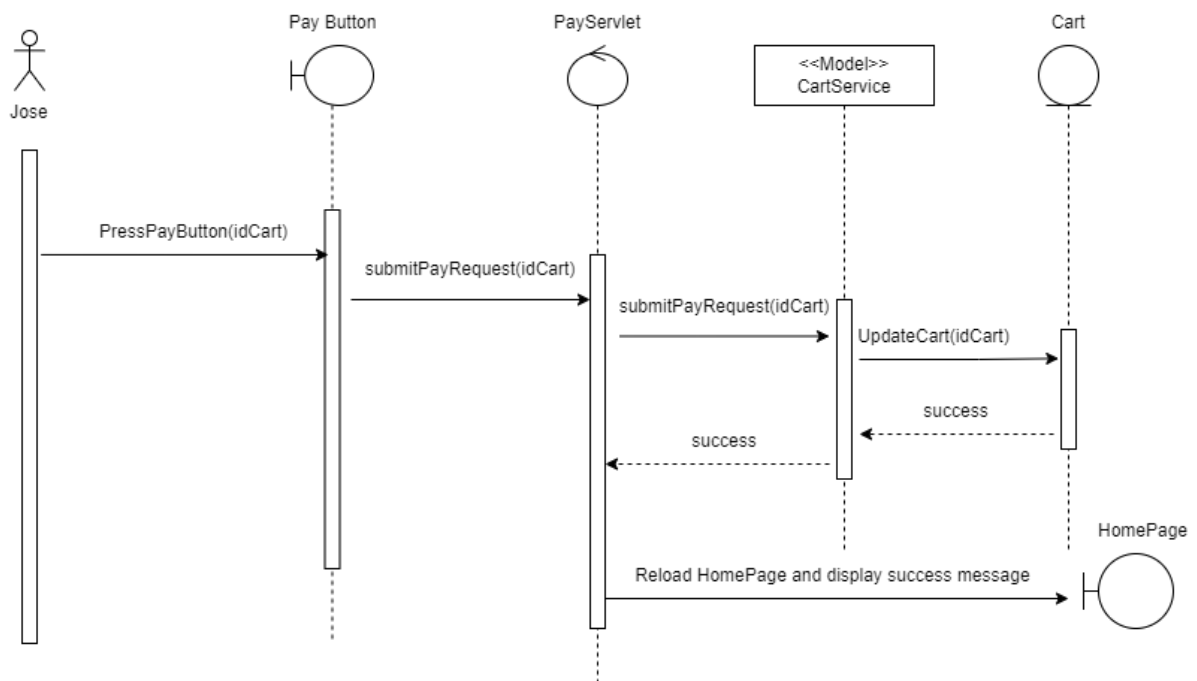 Pay Button
PayServlet
Cart
<<Model>>
CartService
Jose
PressPayButton(idCart)
submitPayRequest(idCart)
submitPayRequest(idCart)
UpdateCart(idCart)
success
success
HomePage
Reload HomePage and display success message